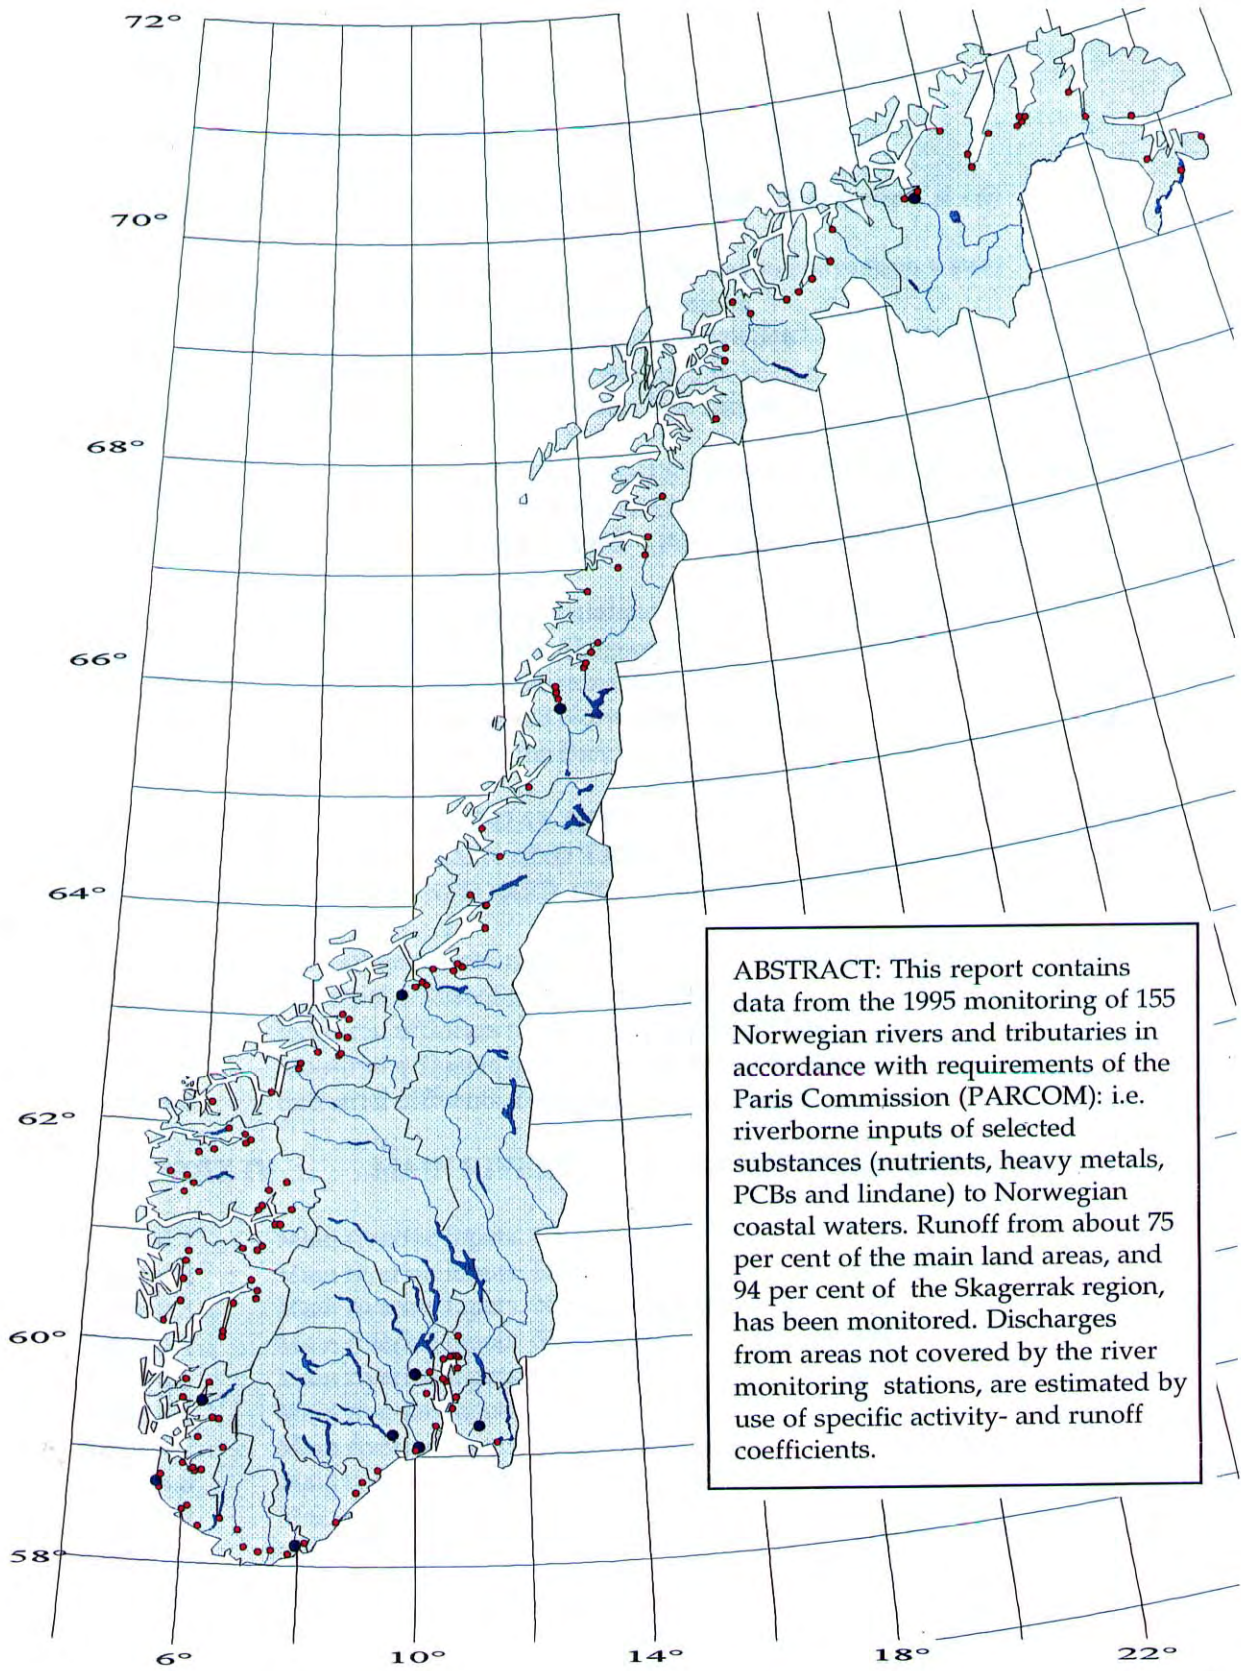 72°
70°
68°
66°
64°
62°
60°
58°
6°
10°
14°
18°
22°
ABSTRACT: This report contains
data from the 1995 monitoring of 155
Norwegian rivers and tributaries in
accordance with requirements of the
Paris Commission (PARCOM): i.e.
riverborne inputs of selected
substances (nutrients, heavy metals,
PCBs and lindane) to Norwegian
coastal waters. Runoff from about 75
per cent of the main land areas, and
94 per cent of the Skagerrak region,
has been monitored. Discharges
from areas not covered by the river
monitoring stations, are estimated by
use of specific activity- and runoff
coefficients.